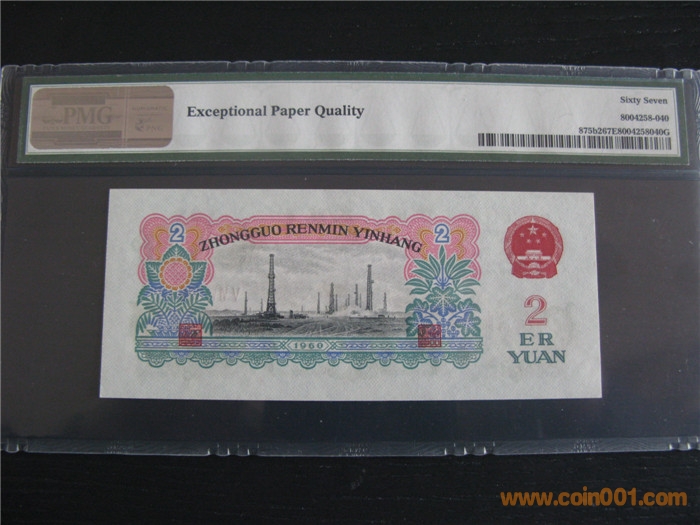 PMG
Exceptional Paper Quality
Sixty Seven
8004258-040
875b267E8004258040G
2 ZHONGGUO RENMIN YINHANG 2
1960
2
ER
YUAN
www.coin001.com